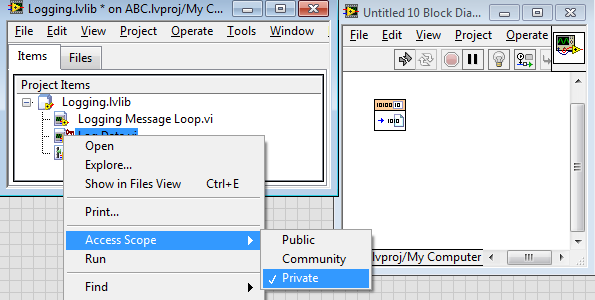 Logging.lvlib * on ABC.lvproj/My C...
File Edit View Project Operate Tools Window
Items Files
Project Items
Logging.lvlib
Logging Message Loop.vi
Log Data.vi
Open
Explore...
Show in Files View Ctrl+E
Print...
Access Scope
Run
Find
Public
Community
Private
Untitled 10 Block Dia...
File Edit View Project Operate
lvproj/My Computer